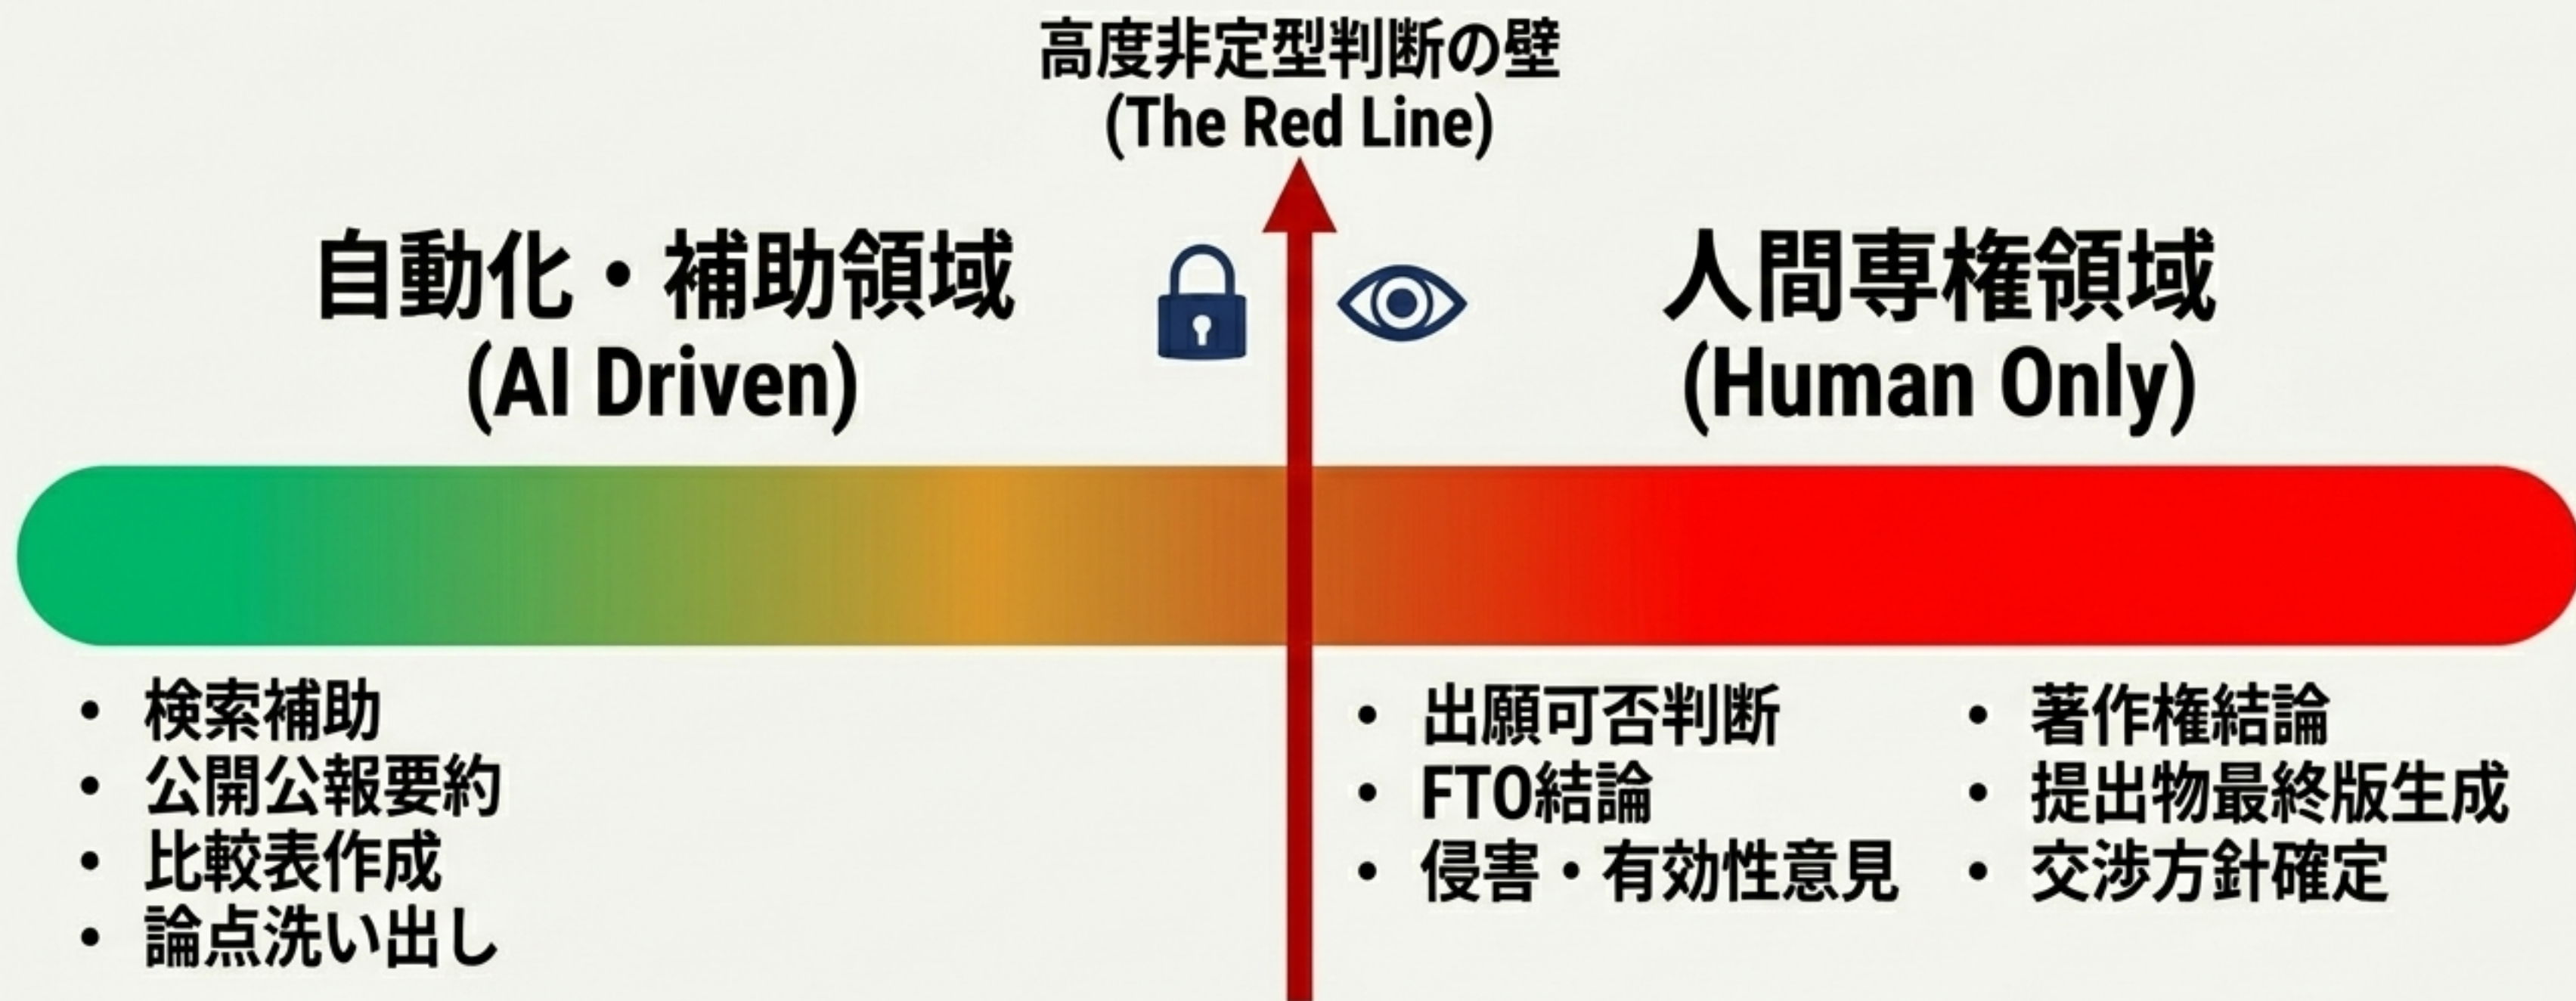 高度非定型判断の壁
(The Red Line)
自動化・補助領域
(AI Driven)
人間専権領域
(Human Only)
• 検索補助
• 公開公報要約
• 比較表作成
• 論点洗い出し
• 出願可否判断
• FTO結論
• 侵害・有効性意見
• 著作権結論
• 提出物最終版生成
• 交渉方針確定